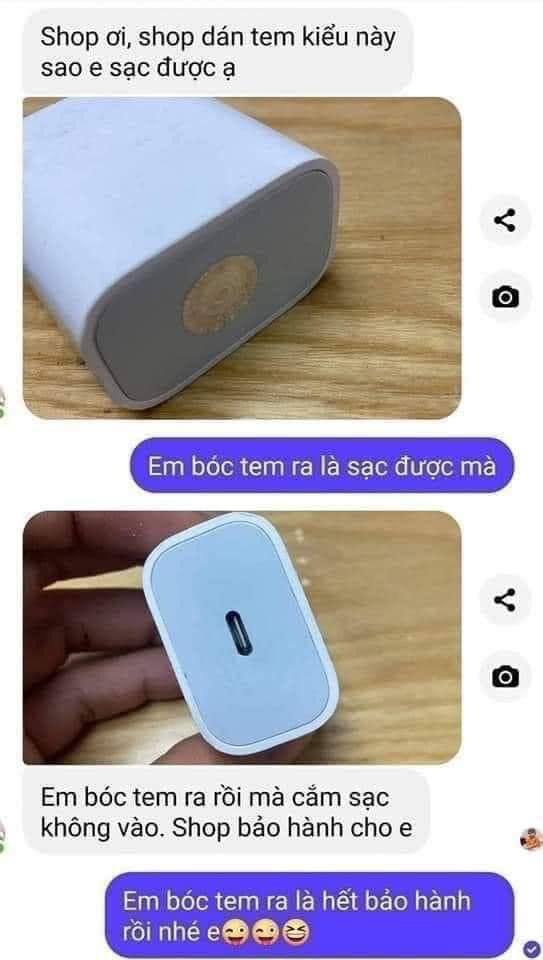 Shop ơi, shop dán tem kiểu này
sao e sạc được ạ
Em bóc tem ra là sạc được mà
Em bóc tem ra rồi mà cắm sạc
không vào. Shop bảo hành cho e
Em bóc tem ra là hết bảo hành
rồi nhé e😜😜😆